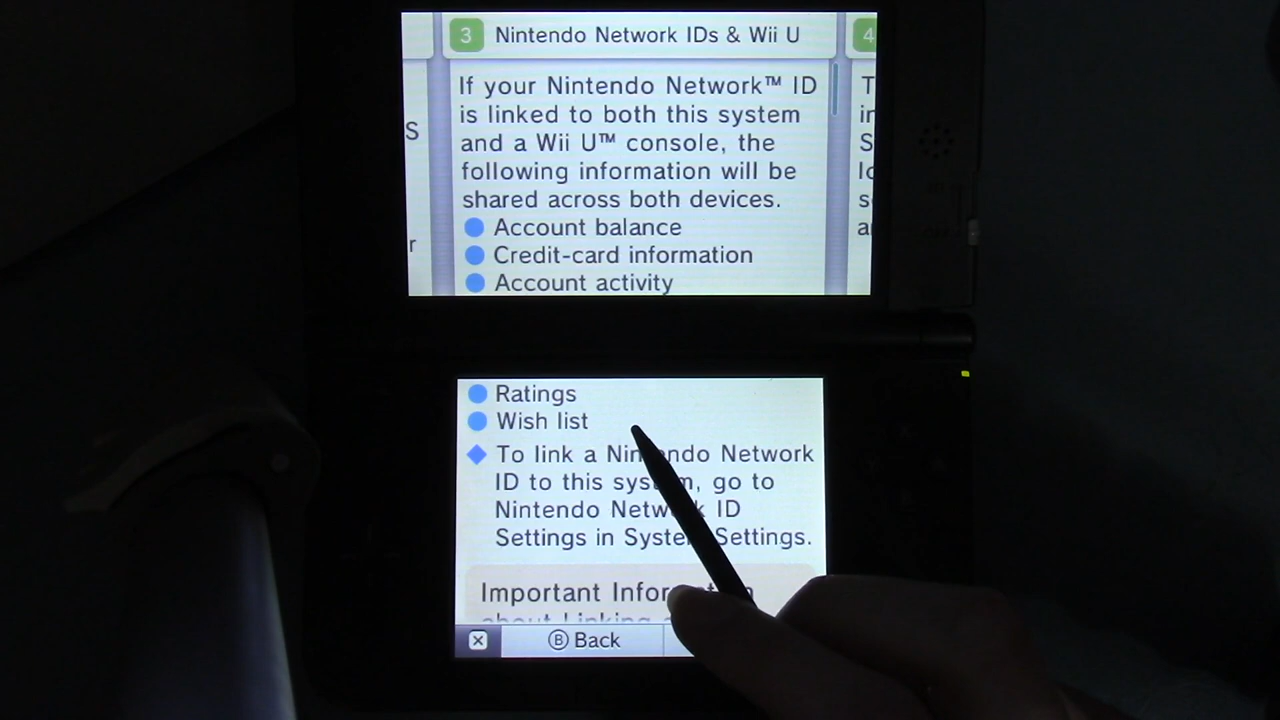 3 Nintendo Network IDs & Wii U
4
If your Nintendo Network™ ID
is linked to both this system
and a Wii U™ console, the
following information will be
shared across both devices.
Account balance
Credit-card information
Account activity
Ratings
Wish list
To link a Nintendo Network
ID to this system, go to
Nintendo Network ID
Settings in System Settings.
Important Information
about Linking
Ⓑ Back